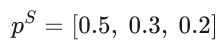 p^S = [0.5, 0.3, 0.2]